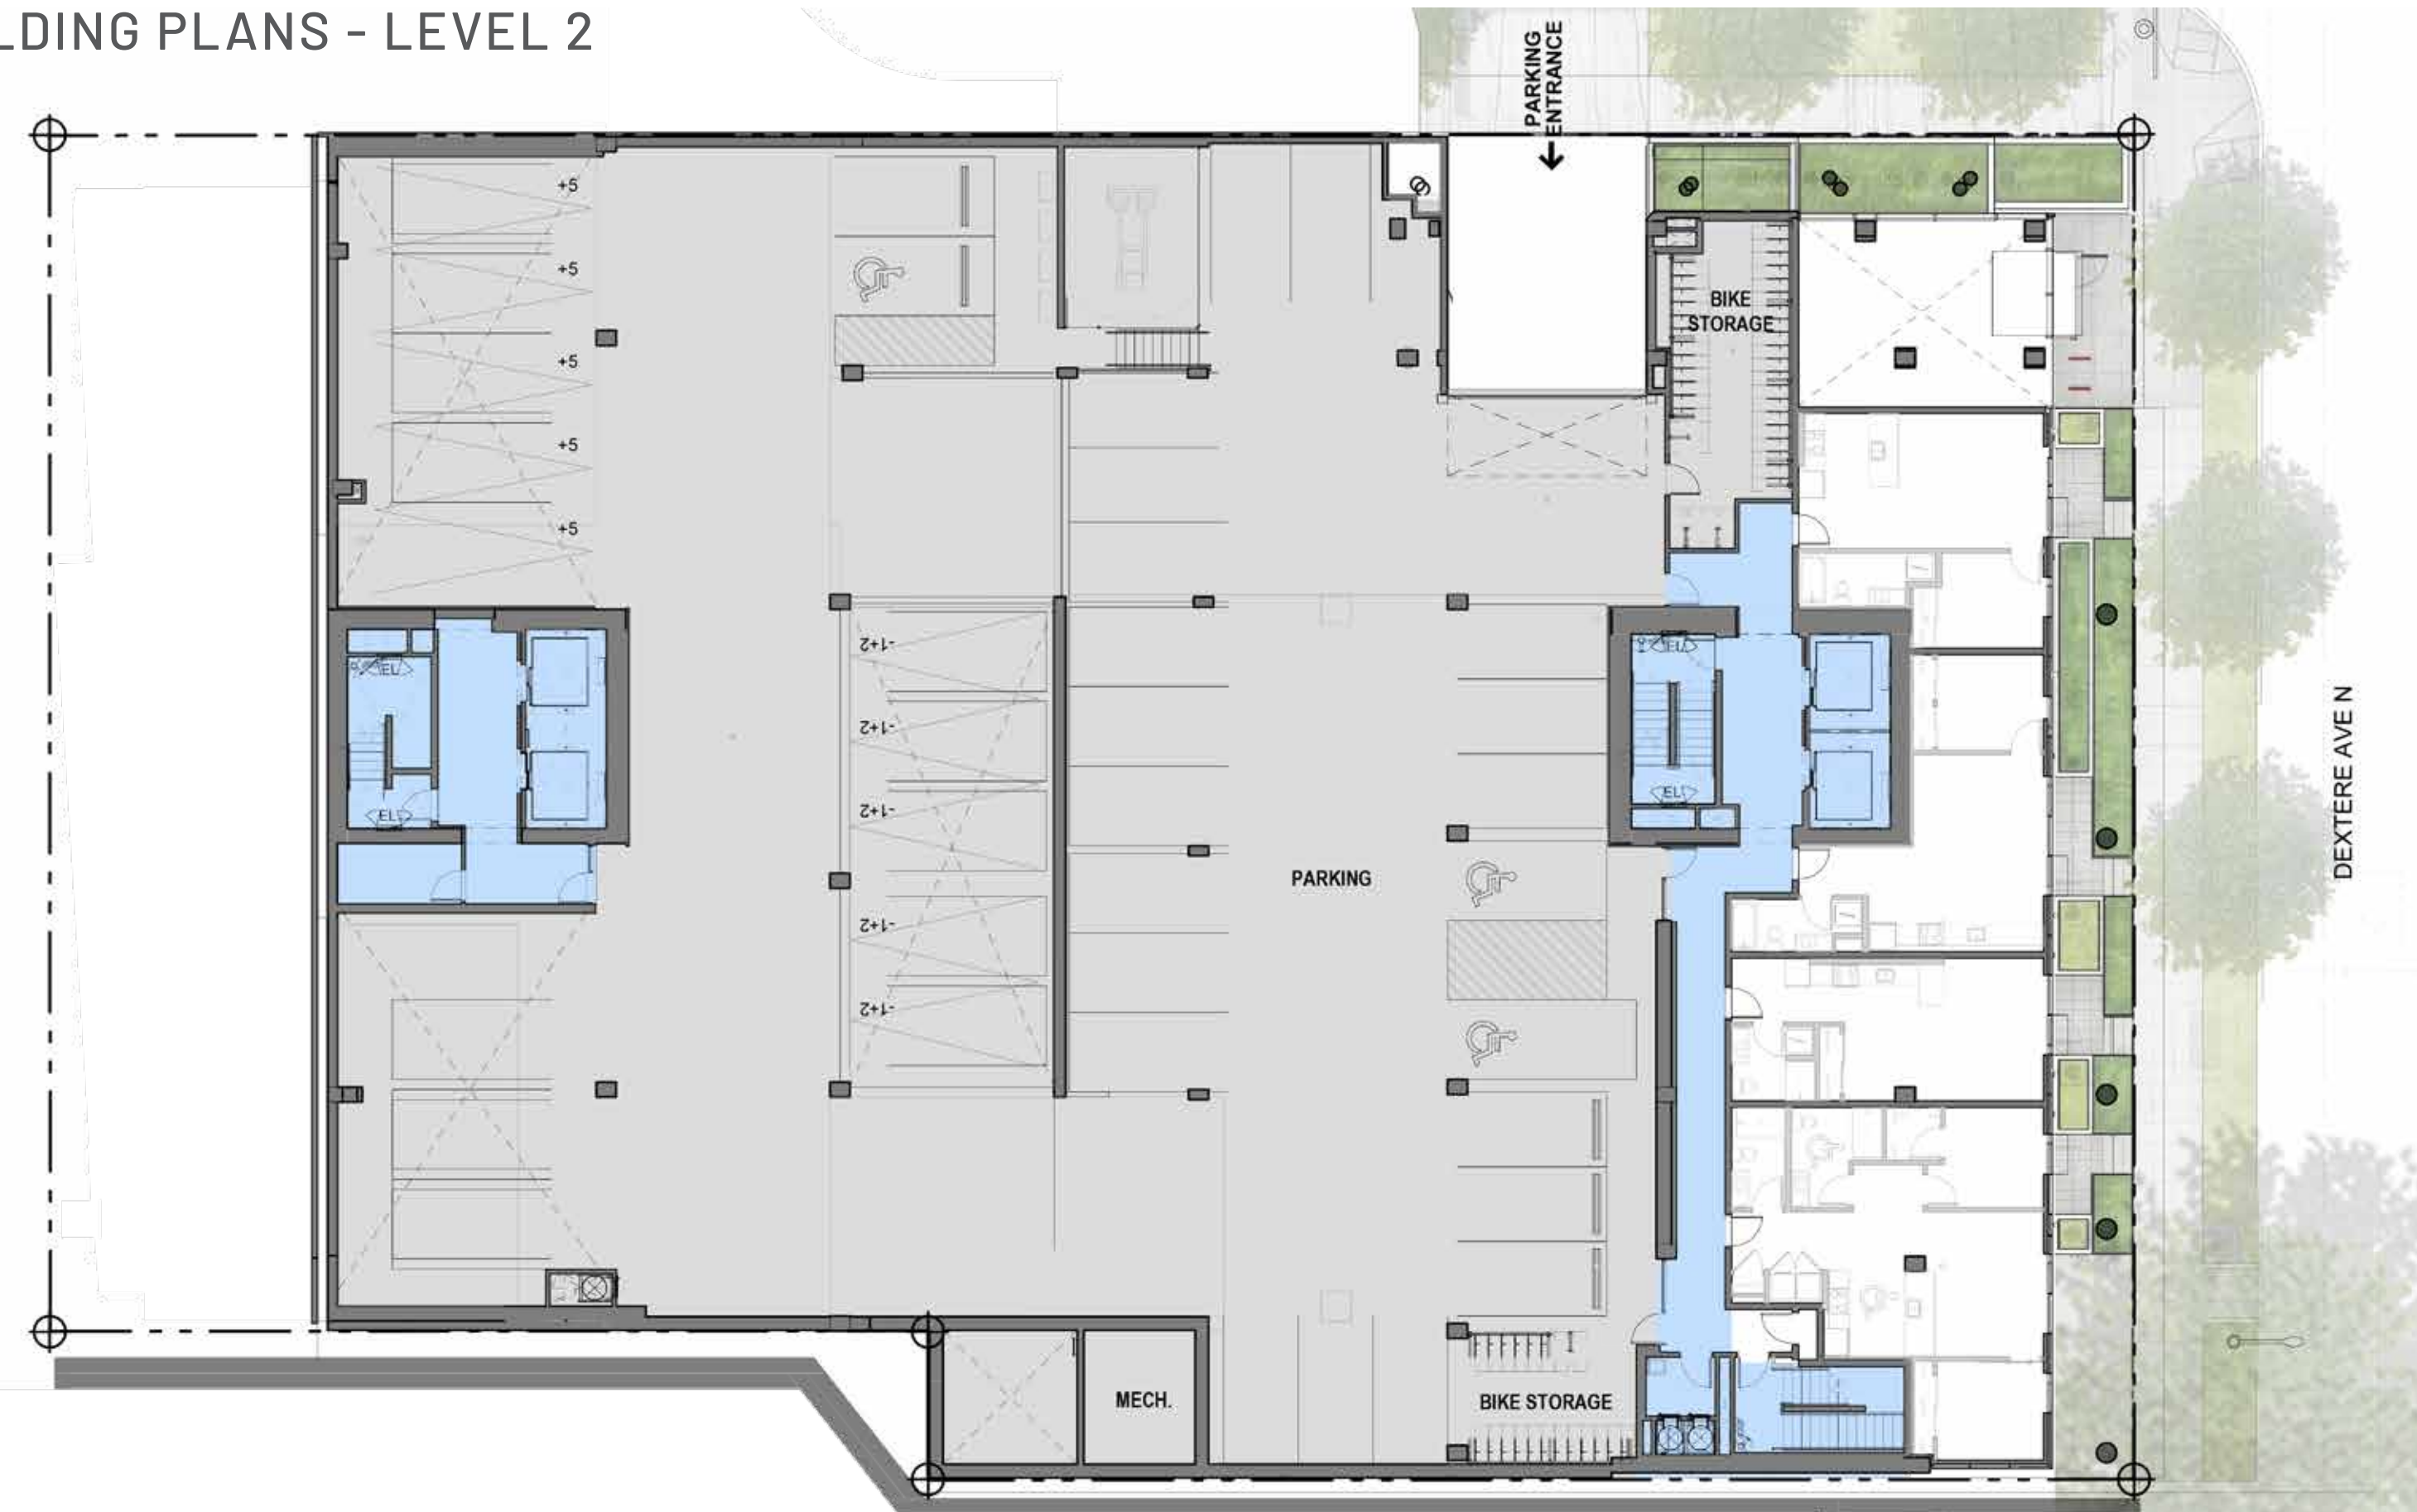 LDING PLANS - LEVEL 2
PARKING
ENTRANCE
+5
+5
+5
+5
+5
BIKE
STORAGE
EL
EL
-1+2
-1+2
-1+2
-1+2
-1+2
EL
EL
PARKING
DEXTERE AVE N
MECH.
BIKE STORAGE